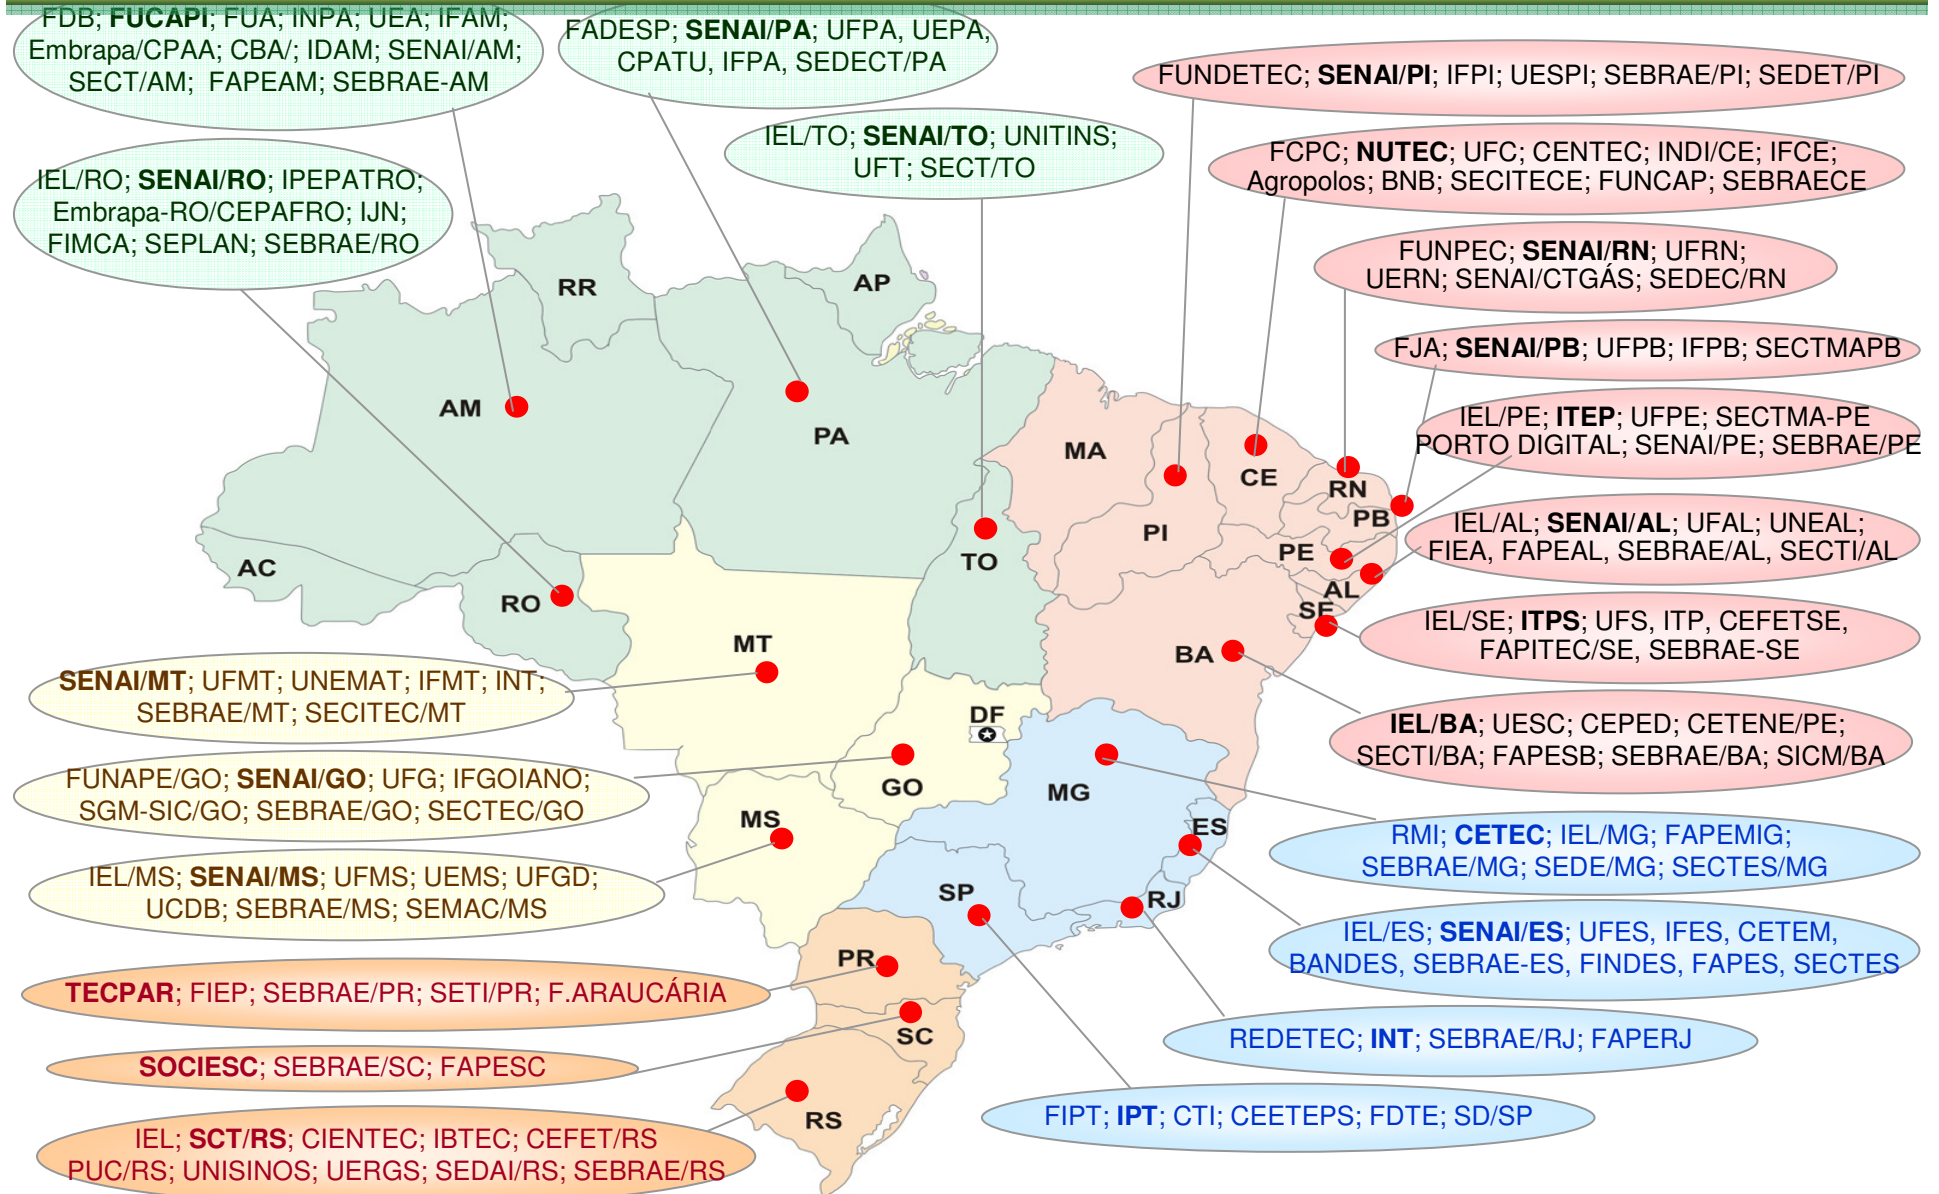 FDB; FUCAPI; FUA; INPA; UEA; IFAM;
Embrapa/CPAA; CBA/; IDAM; SENAI/AM;
SECT/AM; FAPEAM; SEBRAE-AM
FADESP; SENAI/PA; UFPA, UEPA,
CPATU, IFPA, SEDECT/PA
FUNDETEC; SENAI/PI; IFPI; UESPI; SEBRAE/PI; SEDET/PI
IEL/TO; SENAI/TO; UNITINS;
UFT; SECT/TO
FCPC; NUTEC; UFC; CENTEC; INDI/CE; IFCE;
Agropolos; BNB; SECITECE; FUNCAP; SEBRAECE
IEL/RO; SENAI/RO; IPEPATRO;
Embrapa-RO/CEPAFRO; IJN;
FIMCA; SEPLAN; SEBRAE/RO
FUNPEC; SENAI/RN; UFRN;
UERN; SENAI/CTGÁS; SEDEC/RN
FJA; SENAI/PB; UFPB; IFPB; SECTMAPB
IEL/PE; ITEP; UFPE; SECTMA-PE
PORTO DIGITAL; SENAI/PE; SEBRAE/PE
IEL/AL; SENAI/AL; UFAL; UNEAL;
FIEA, FAPEAL, SEBRAE/AL, SECTI/AL
IEL/SE; ITPS; UFS, ITP, CEFETSE,
FAPITEC/SE, SEBRAE-SE
IEL/BA; UESC; CEPED; CETENE/PE;
SECTI/BA; FAPESB; SEBRAE/BA; SICM/BA
RR
AP
AM
PA
MA
CE
RN
PB
PI
PE
AL
SE
TO
AC
RO
MT
BA
DF
GO
MG
MS
ES
SP
RJ
PR
SC
RS
SENAI/MT; UFMT; UNEMAT; IFMT; INT;
SEBRAE/MT; SECITEC/MT
FUNAPE/GO; SENAI/GO; UFG; IFGOIANO;
SGM-SIC/GO; SEBRAE/GO; SECTEC/GO
IEL/MS; SENAI/MS; UFMS; UEMS; UFGD;
UCDB; SEBRAE/MS; SEMAC/MS
RMI; CETEC; IEL/MG; FAPEMIG;
SEBRAE/MG; SEDE/MG; SECTES/MG
IEL/ES; SENAI/ES; UFES, IFES, CETEM,
BANDES, SEBRAE-ES, FINDES, FAPES, SECTES
TECPAR; FIEP; SEBRAE/PR; SETI/PR; F.ARAUCÁRIA
REDETEC; INT; SEBRAE/RJ; FAPERJ
SOCIESC; SEBRAE/SC; FAPESC
FIPT; IPT; CTI; CEETEPS; FDTE; SD/SP
IEL; SCT/RS; CIENTEC; IBTEC; CEFET/RS
PUC/RS; UNISINOS; UERGS; SEDAI/RS; SEBRAE/RS